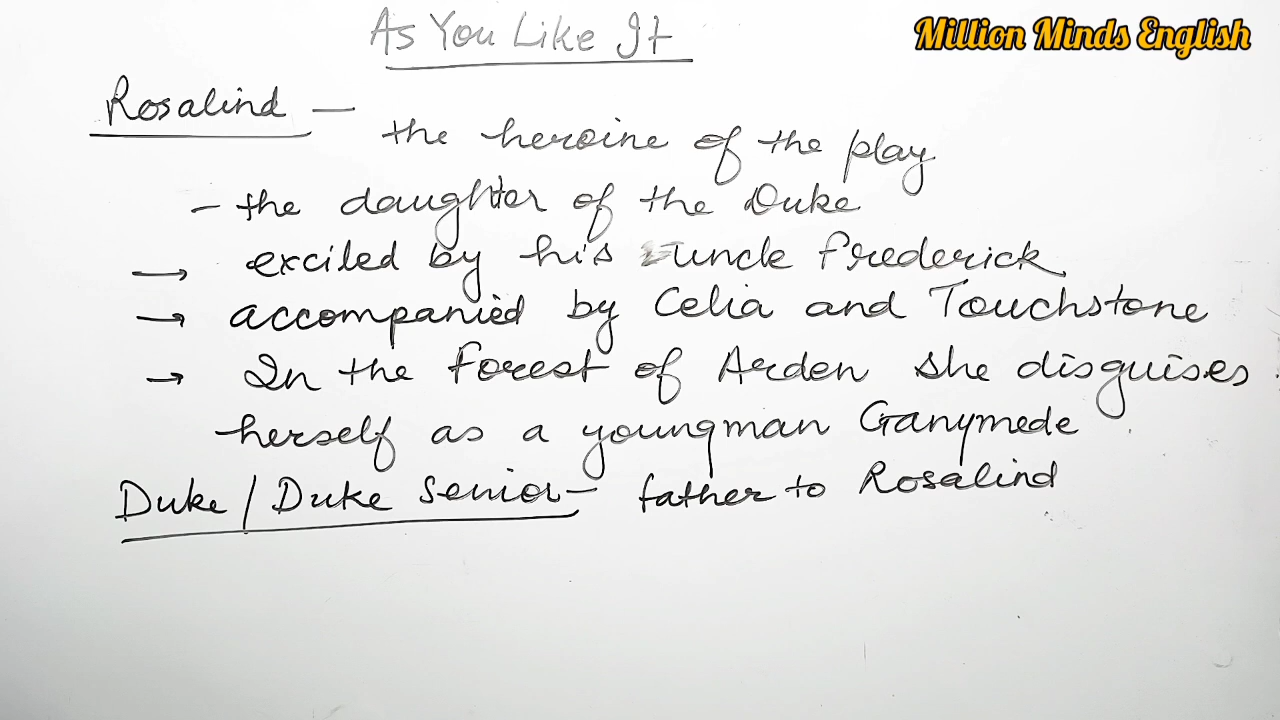 As You Like It
Million Minds English
Rosalind —
the heroine of the play
- the daughter of the Duke
→ exciled by his uncle Frederick
→ accompanied by Celia and Touchstone
→ In the forest of Arden she disguises
herself as a youngman Ganymede
Duke / Duke Senior - father to Rosalind